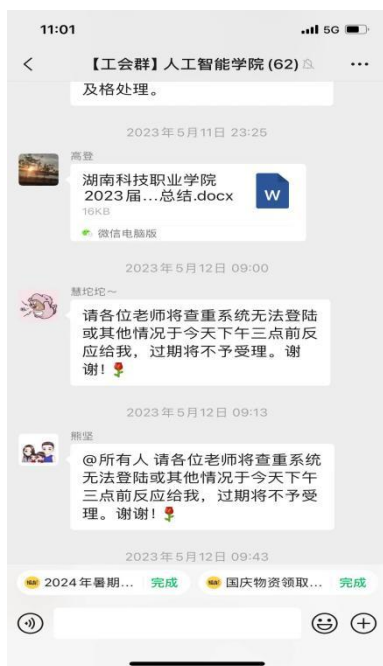 11:01
5G
【工会群】人工智能学院(62)
及格处理。
2023年5月11日 23:25
高登
湖南科技职业学院
2023届...总结.docx
W
16KB
微信电脑版
2023年5月12日 09:00
慧坨坨~
请各位老师将查重系统无法登陆
或其他情况于今天下午三点前反
应给我，过期将不予受理。谢
谢!
2023年5月12日 09:13
熊坚
@所有人 请各位老师将查重系统
无法登陆或其他情况于今天下午
三点前反应给我，过期将不予受
理。谢谢!
2023年5月12日 09:43
2024年暑期... 完成 国庆物资领取... 完成